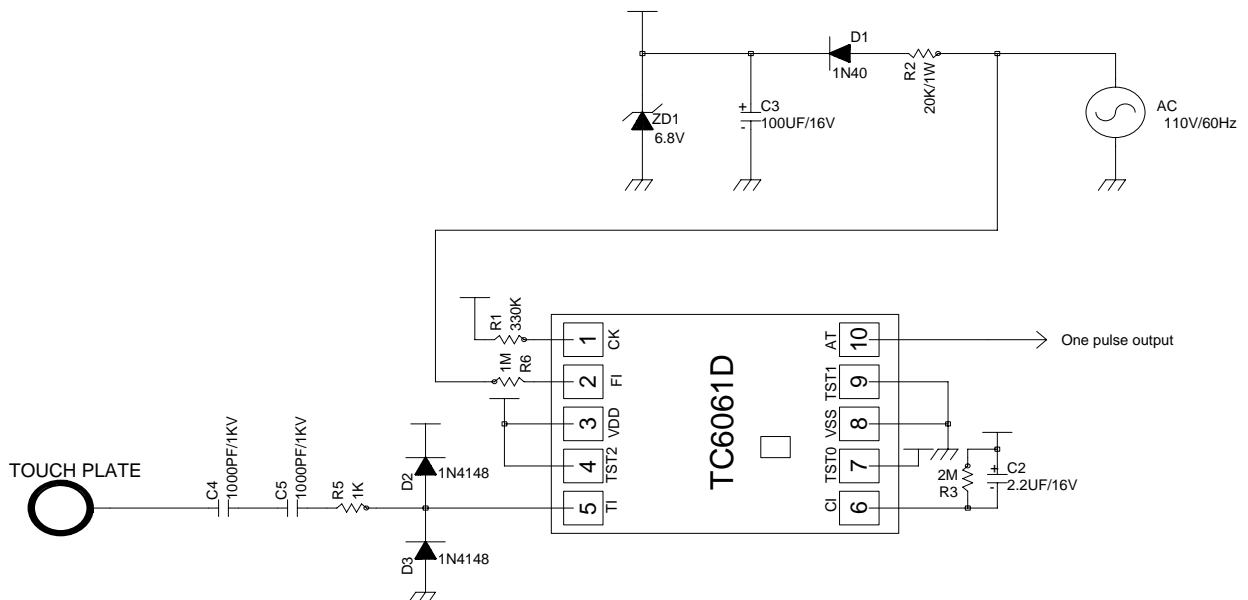 D1
1N40
R2
20K/1W
AC
110V/60Hz
ZD1
6.8V
+
C3
-
100UF/16V
R1
330K
1M
R6
1
CK
2
FI
3
VDD
4
TST2
5
TI
TC6061D
10
AT
9
TST1
8
VSS
7
TST0
6
CI
One pulse output
2M
R3
+
C2
-
2.2UF/16V
TOUCH PLATE
C4
1000PF/1KV
C5
1000PF/1KV
R5
1K
D2
1N4148
D3
1N4148